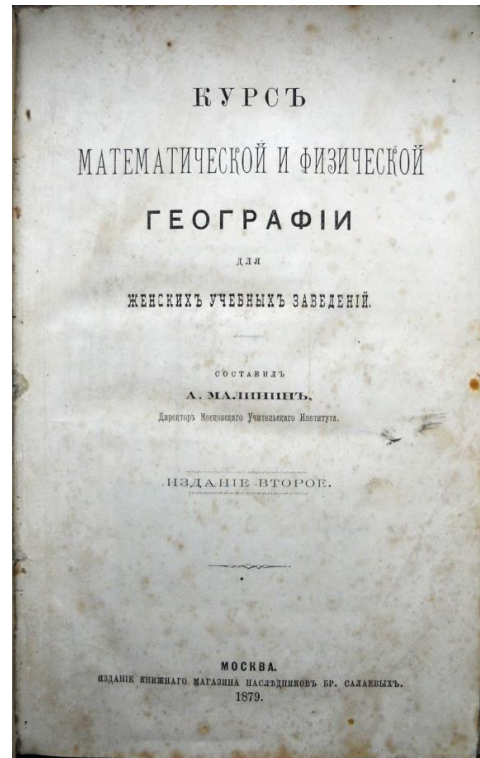 КУРСЪ
МАТЕМАТИЧЕСКОЙ И ФИЗИЧЕСКОЙ
ГЕОГРАФІИ
ДЛЯ
ЖЕНСКИХЪ УЧЕБНЫХЪ ЗАВЕДЕНІЙ.
СОСТАВИЛЪ
А. МАЛИНИНЪ,
Директоръ Московскаго Учительскаго Института.
ИЗДАНІЕ ВТОРОЕ.
МОСКВА.
ИЗДАНІЕ КНИЖНАГО МАГАЗИНА НАСЛѢДНИКОВЪ БР. САЛАЕВЫХЪ.
1879.